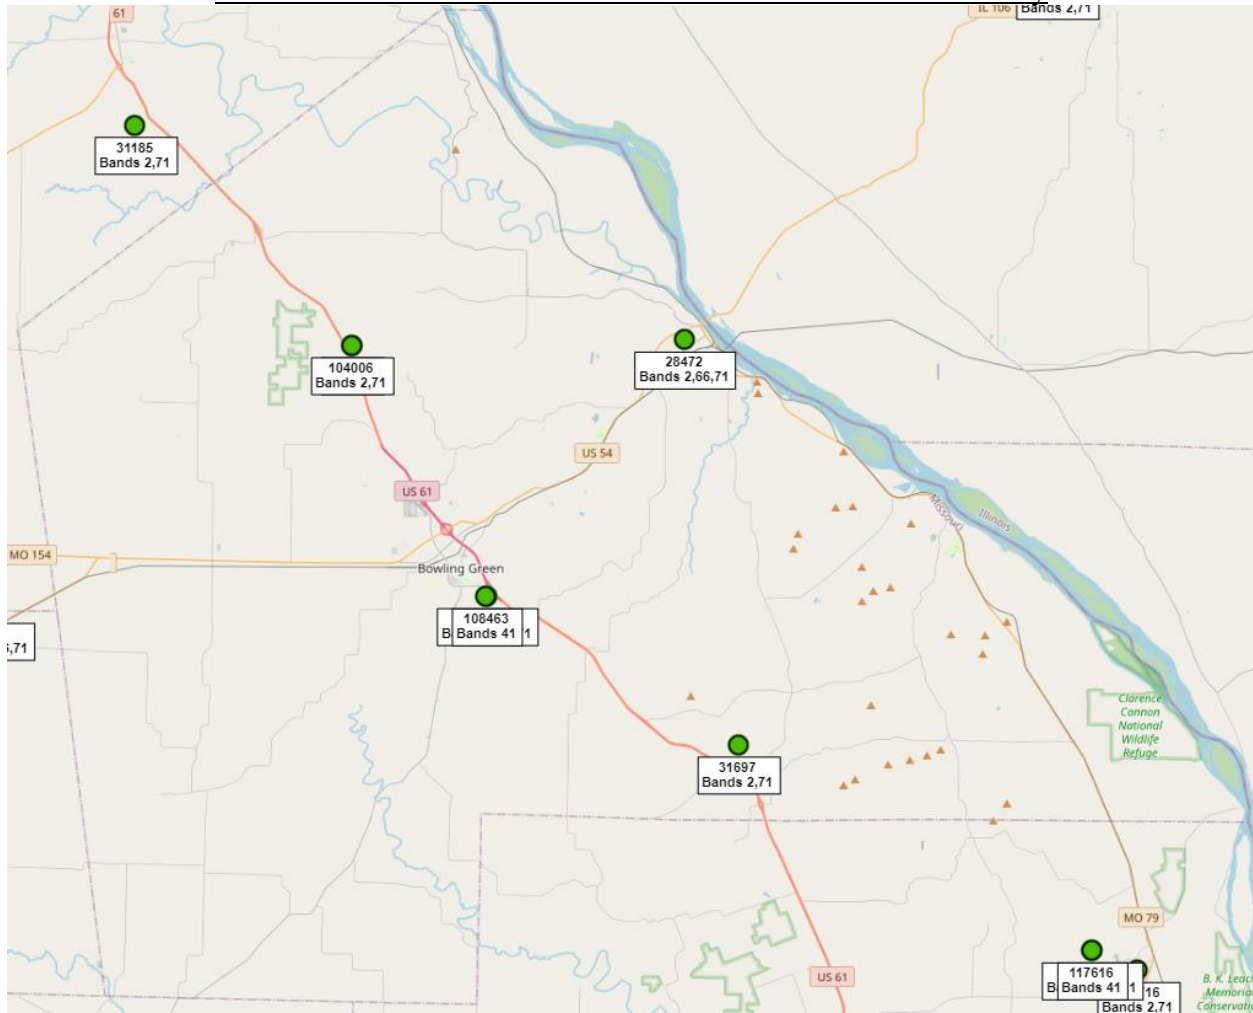 61
IL 106
Bands 2,71
31185
Bands 2,71
104006
Bands 2,71
28472
Bands 2,66,71
US 54
US 61
MO 154
Bowling Green
Missouri
Illinois
108463
Bands 41
,71
31697
Bands 2,71
Clarence
Cannon
National
Wildlife
Refuge
MO 79
117616
Bands 41
16
Bands 2,71
US 61
B. K. Leach
Memorial